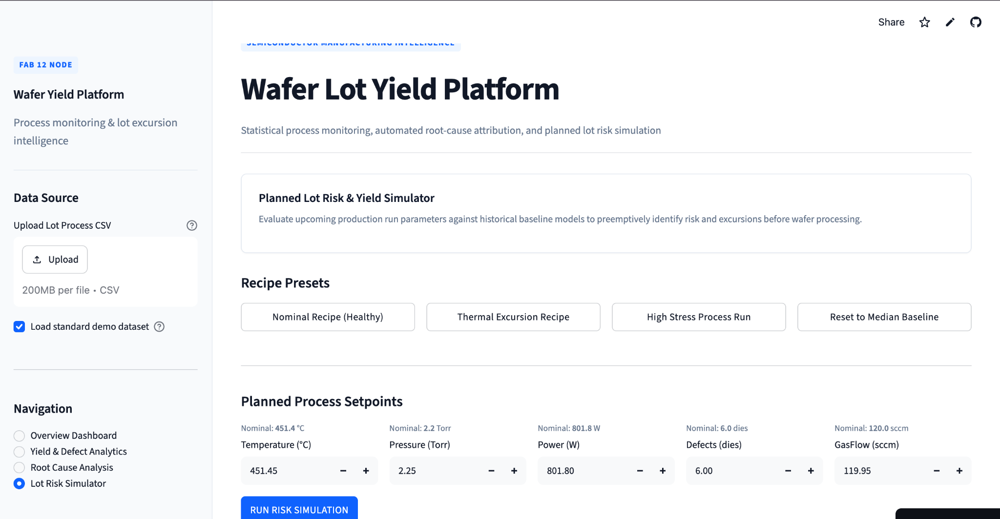 Share
FAB 12 NODE
Wafer Yield Platform
Process monitoring & lot excursion
intelligence
Data Source
Upload Lot Process CSV
Upload
200MB per file • CSV
Load standard demo dataset
Navigation
Overview Dashboard
Yield & Defect Analytics
Root Cause Analysis
Lot Risk Simulator
SEMICONDUCTOR MANUFACTURING INTELLIGENCE
Wafer Lot Yield Platform
Statistical process monitoring, automated root-cause attribution, and planned lot risk simulation
Planned Lot Risk & Yield Simulator
Evaluate upcoming production run parameters against historical baseline models to preemptively identify risk and excursions before wafer processing.
Recipe Presets
Nominal Recipe (Healthy)
Thermal Excursion Recipe
High Stress Process Run
Reset to Median Baseline
Planned Process Setpoints
Nominal: 451.4 °C
Temperature (°C)
451.45
Nominal: 2.2 Torr
Pressure (Torr)
2.25
Nominal: 801.8 W
Power (W)
801.80
Nominal: 6.0 dies
Defects (dies)
6.00
Nominal: 120.0 sccm
GasFlow (sccm)
119.95
RUN RISK SIMULATION